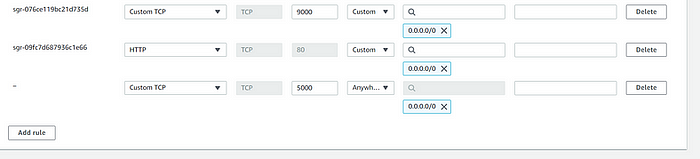 sgr-076ce119bc21d735d Custom TCP TCP 9000 Custom Delete
0.0.0.0/0 X
sgr-09fc7d687936c1e66 HTTP TCP 80 Custom Delete
0.0.0.0/0 X
– Custom TCP TCP 5000 Anywh... Delete
0.0.0.0/0 X
Add rule